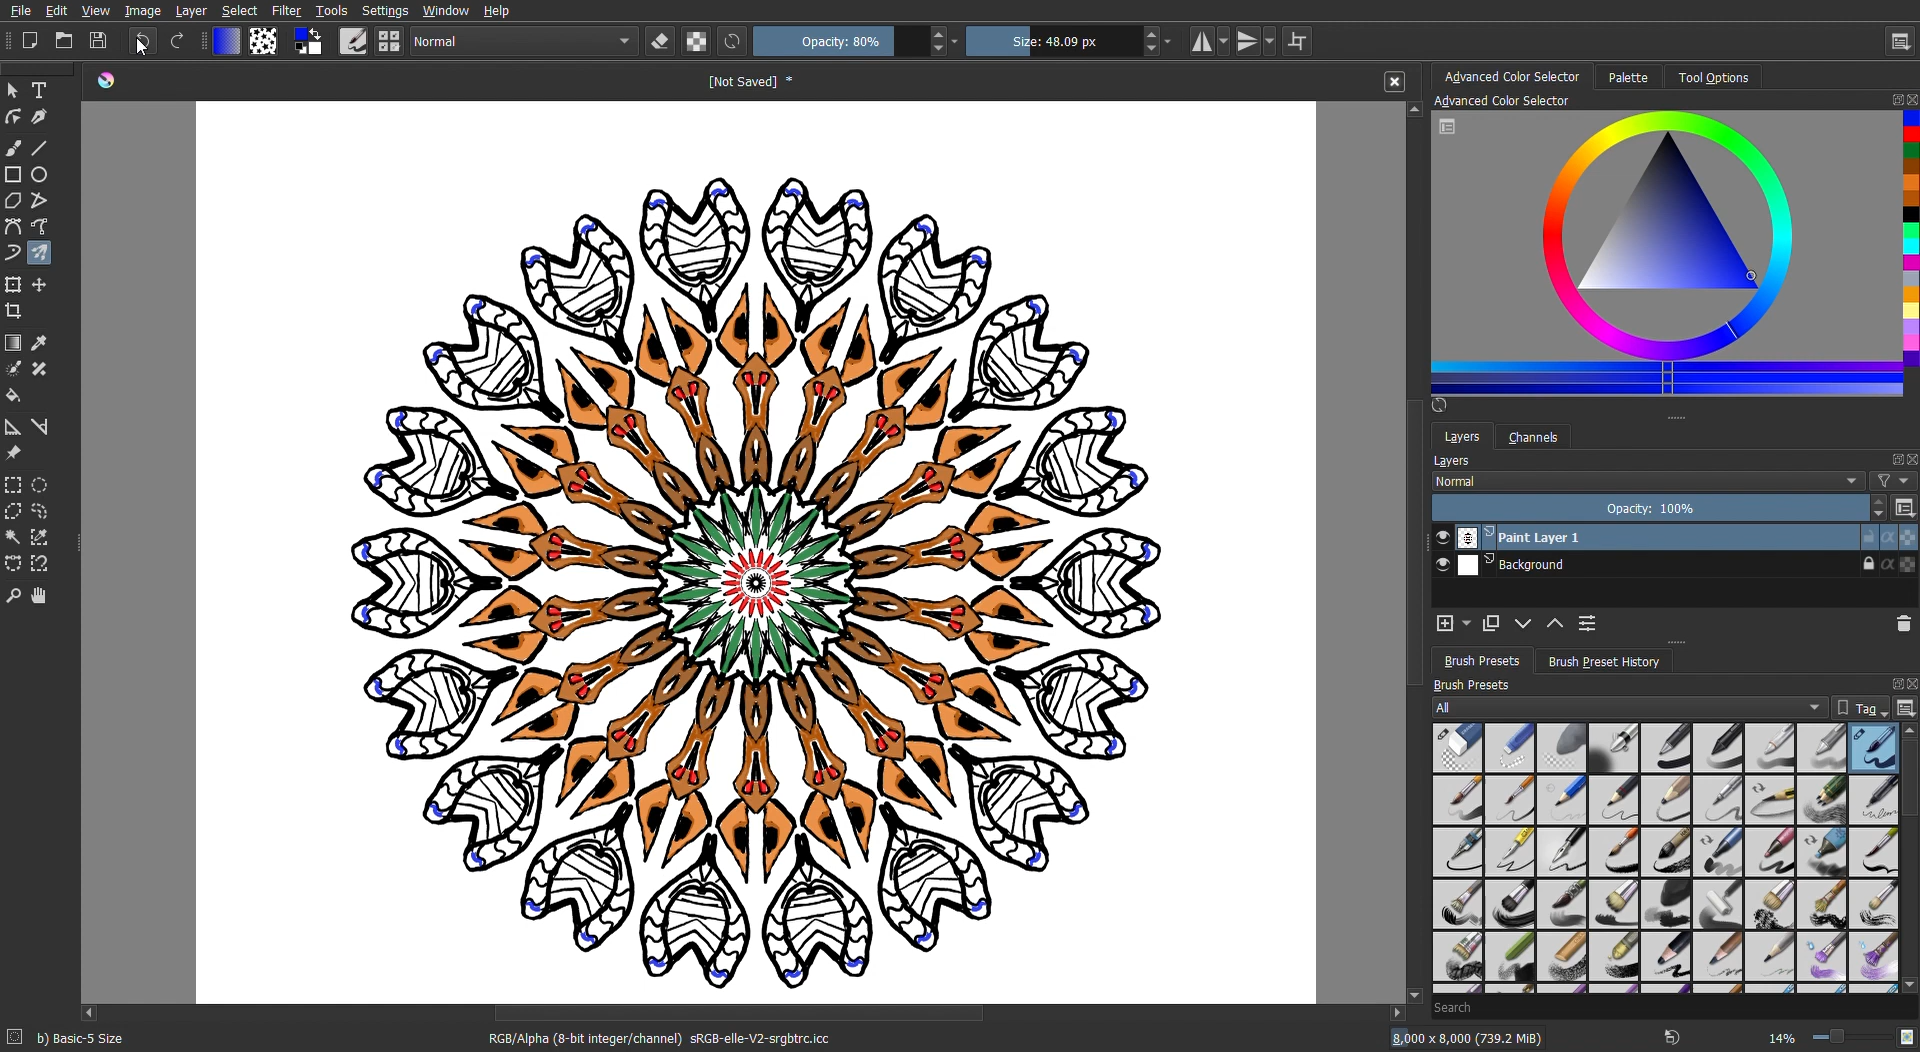 File Edit View Image Layer Select Filter Tools Settings Window Help
Normal Opacity: 80% Size: 48.09 px
[Not Saved] *
Advanced Color Selector Palette Tool Options
Advanced Color Selector
Layers Channels
Layers
Normal
Opacity: 100%
Paint Layer 1
Background
Brush Presets Brush Preset History
Brush Presets
All Tag
Search
b) Basic-5 Size RGB/Alpha (8-bit integer/channel) sRGB-elle-V2-srgbtrc.icc 8,000 x 8,000 (739.2 MiB) 14%